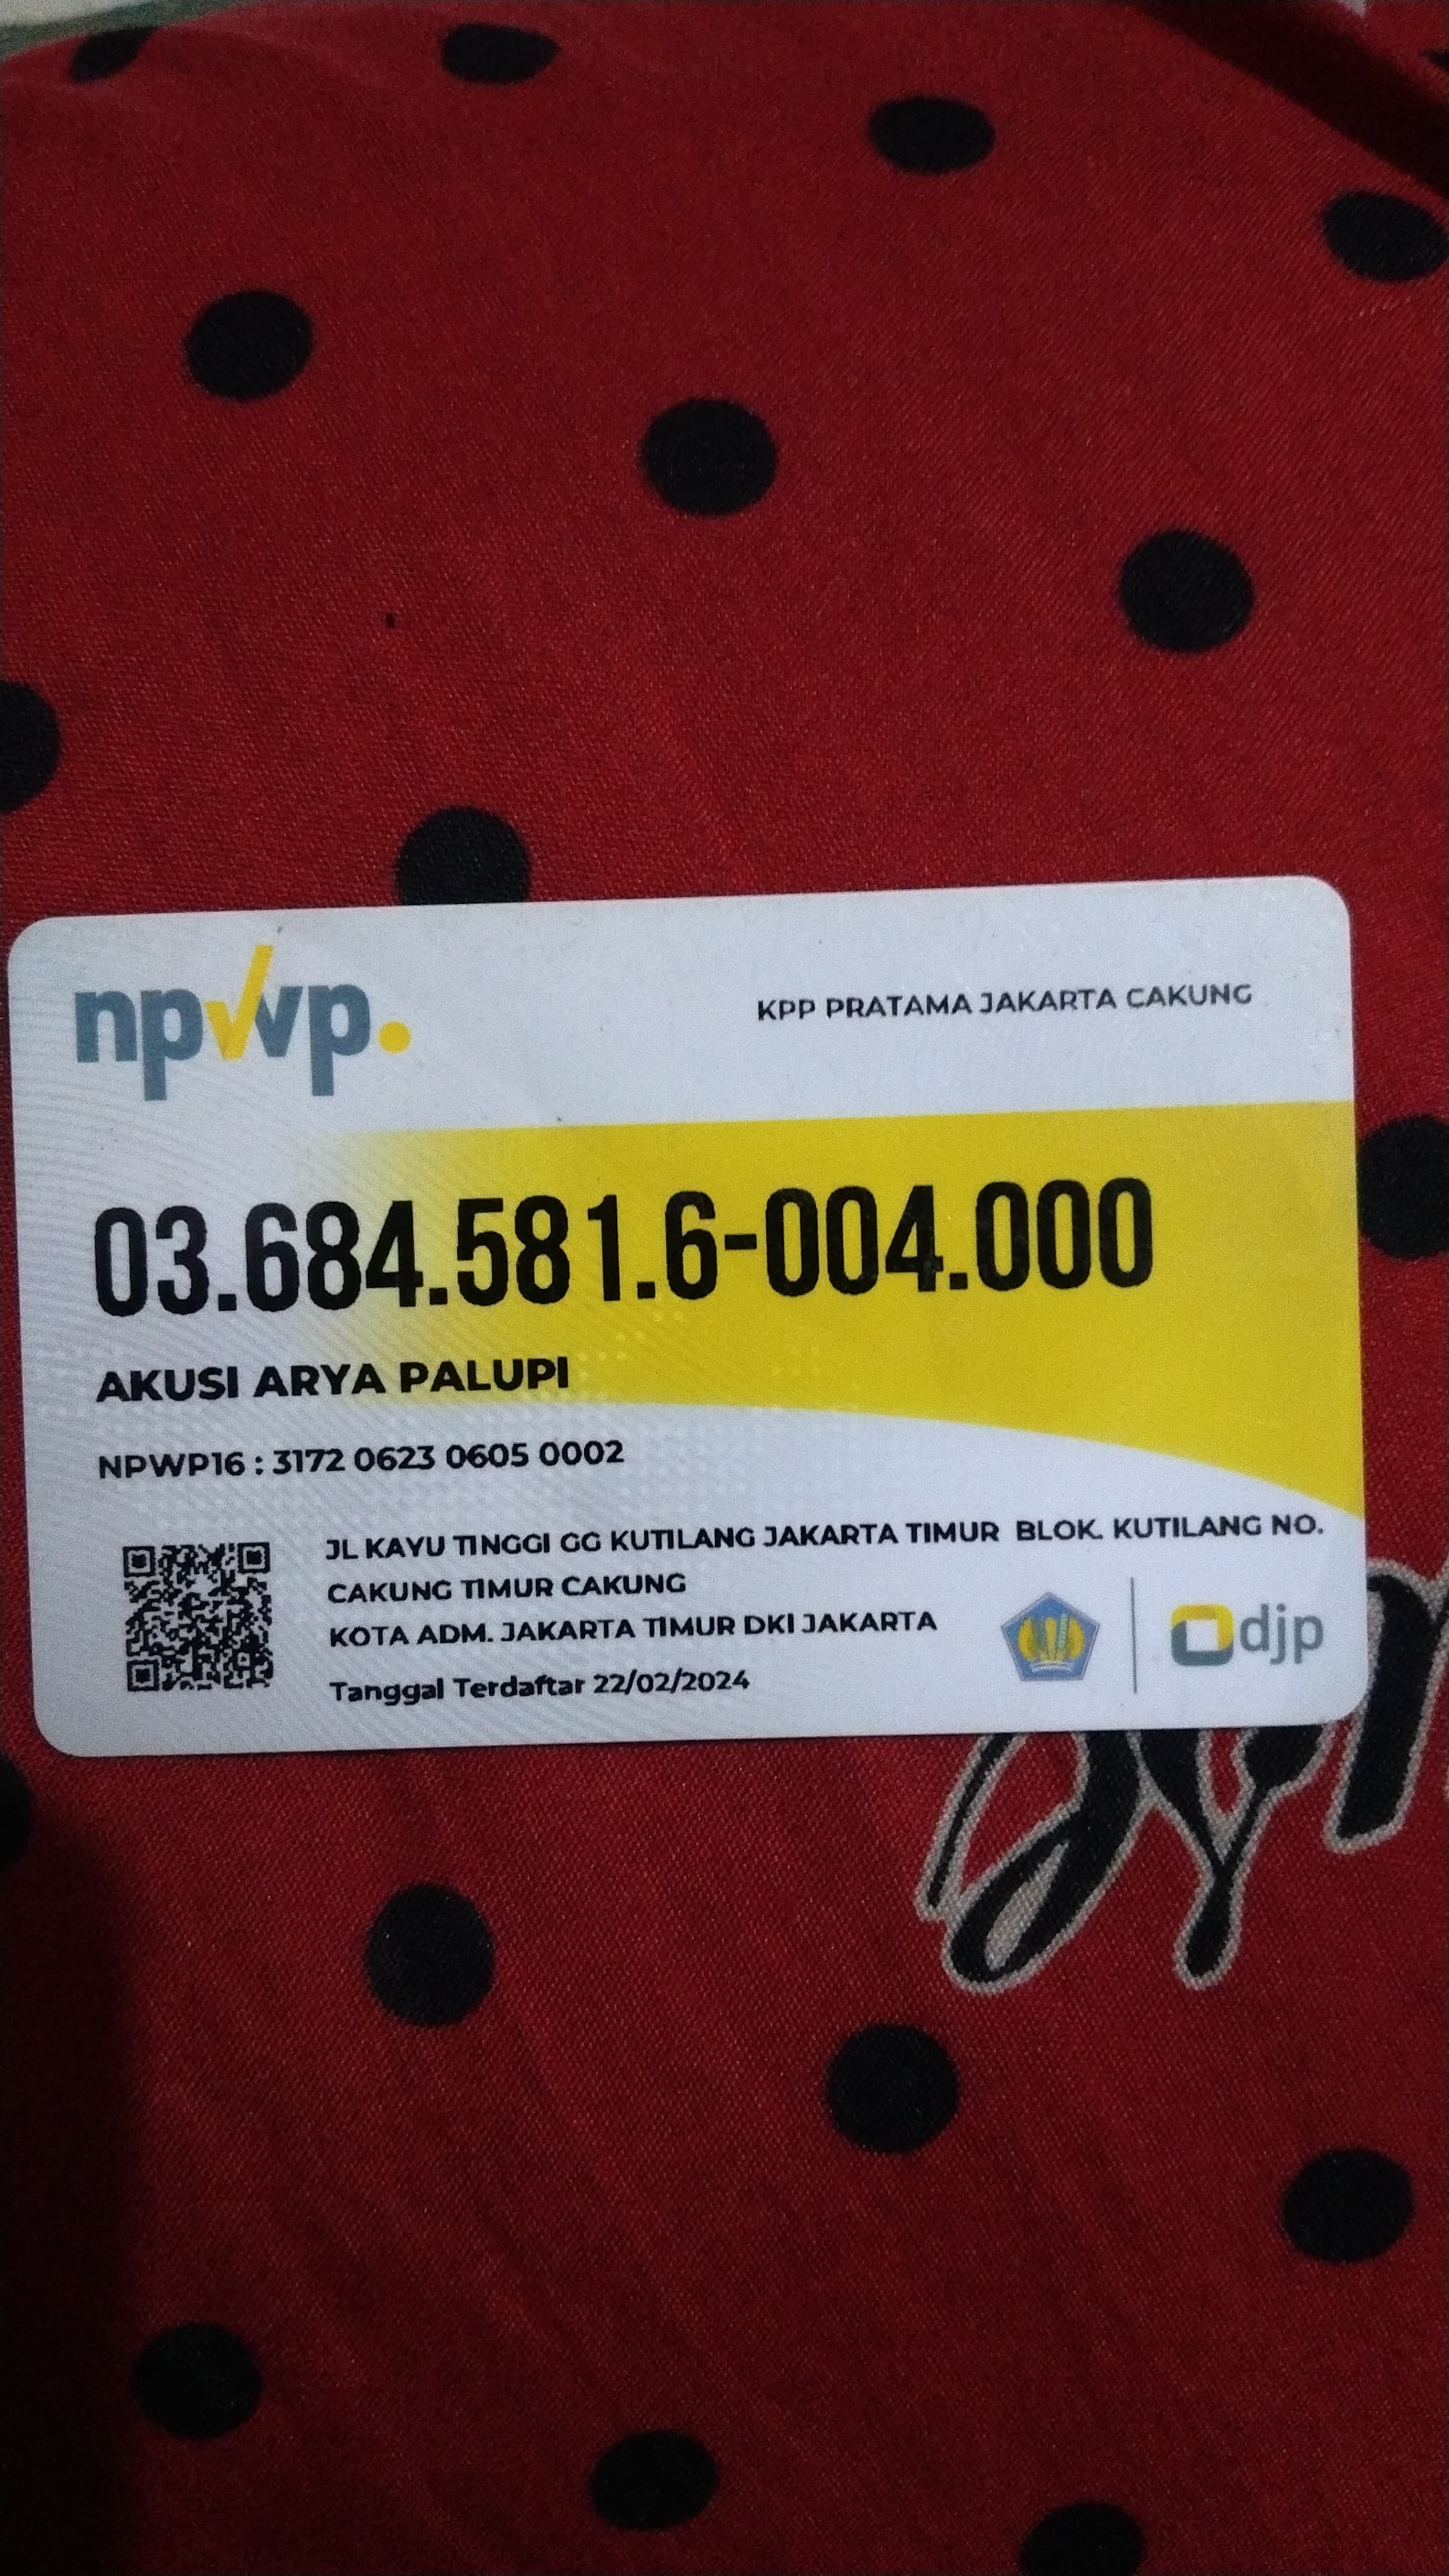 npwp.
KPP PRATAMA JAKARTA CAKUNG
03.684.581.6-004.000
AKUSI ARYA PALUPI
NPWP16 : 3172 0623 0605 0002
JL KAYU TINGGI GG KUTILANG JAKARTA TIMUR BLOK. KUTILANG NO.
CAKUNG TIMUR CAKUNG
KOTA ADM. JAKARTA TIMUR DKI JAKARTA
Tanggal Terdaftar 22/02/2024
djp